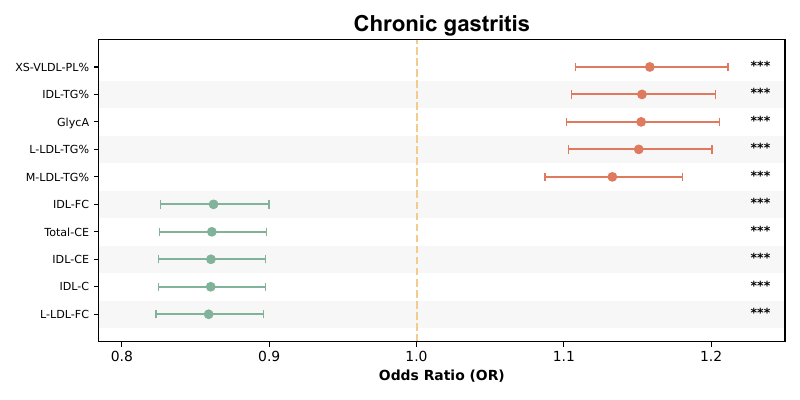 Chronic gastritis
XS-VLDL-PL% ***
IDL-TG% ***
GlycA ***
L-LDL-TG% ***
M-LDL-TG% ***
IDL-FC ***
Total-CE ***
IDL-CE ***
IDL-C ***
L-LDL-FC ***
0.8 0.9 1.0 1.1 1.2
Odds Ratio (OR)